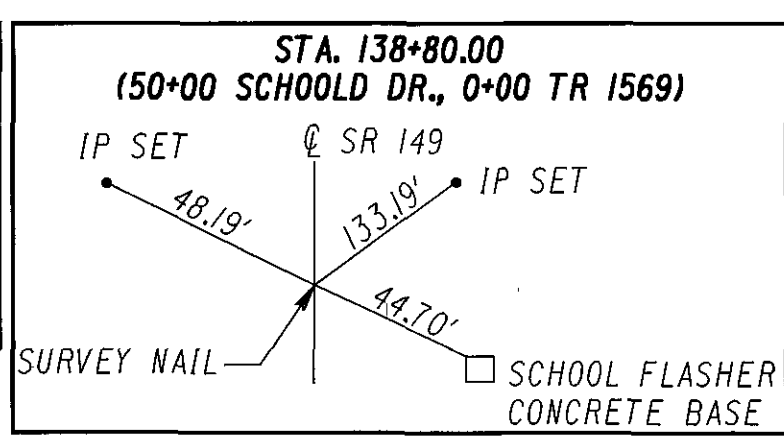 STA. 138+80.00
(50+00 SCHOOLD DR., 0+00 TR 1569)
IP SET
℄ SR 149
IP SET
48.19'
133.19'
44.70'
SURVEY NAIL
SCHOOL FLASHER
CONCRETE BASE